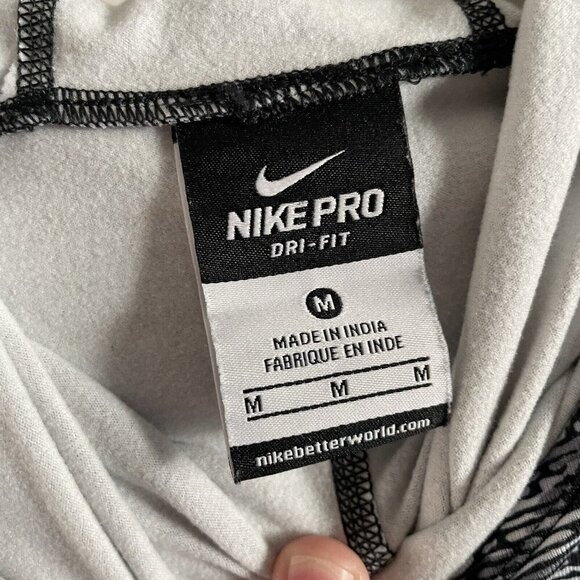 NIKE PRO
DRI-FIT
M
MADE IN INDIA
FABRIQUE EN INDE
M M M
nikebetterworld.com